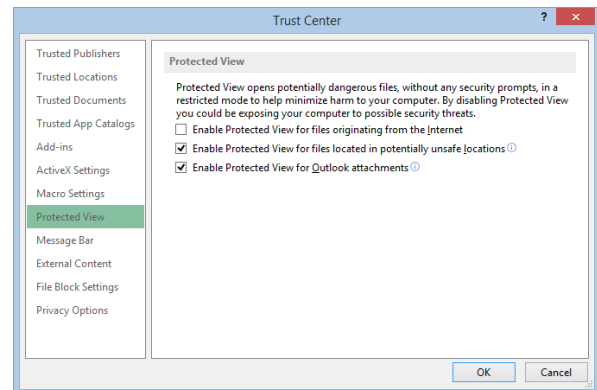 Trust Center
?
Trusted Publishers
Trusted Locations
Trusted Documents
Trusted App Catalogs
Add-ins
ActiveX Settings
Macro Settings
Protected View
Message Bar
External Content
File Block Settings
Privacy Options
Protected View
Protected View opens potentially dangerous files, without any security prompts, in a
restricted mode to help minimize harm to your computer. By disabling Protected View
you could be exposing your computer to possible security threats.
Enable Protected View for files originating from the Internet
Enable Protected View for files located in potentially unsafe locations
Enable Protected View for Outlook attachments
OK
Cancel